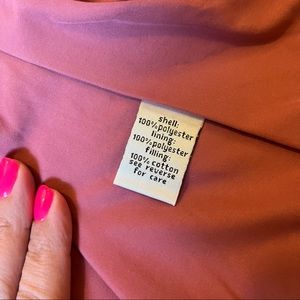 shell:
100%polyester
lining:
100%polyester
filling:
100%cotton
see reverse
for care